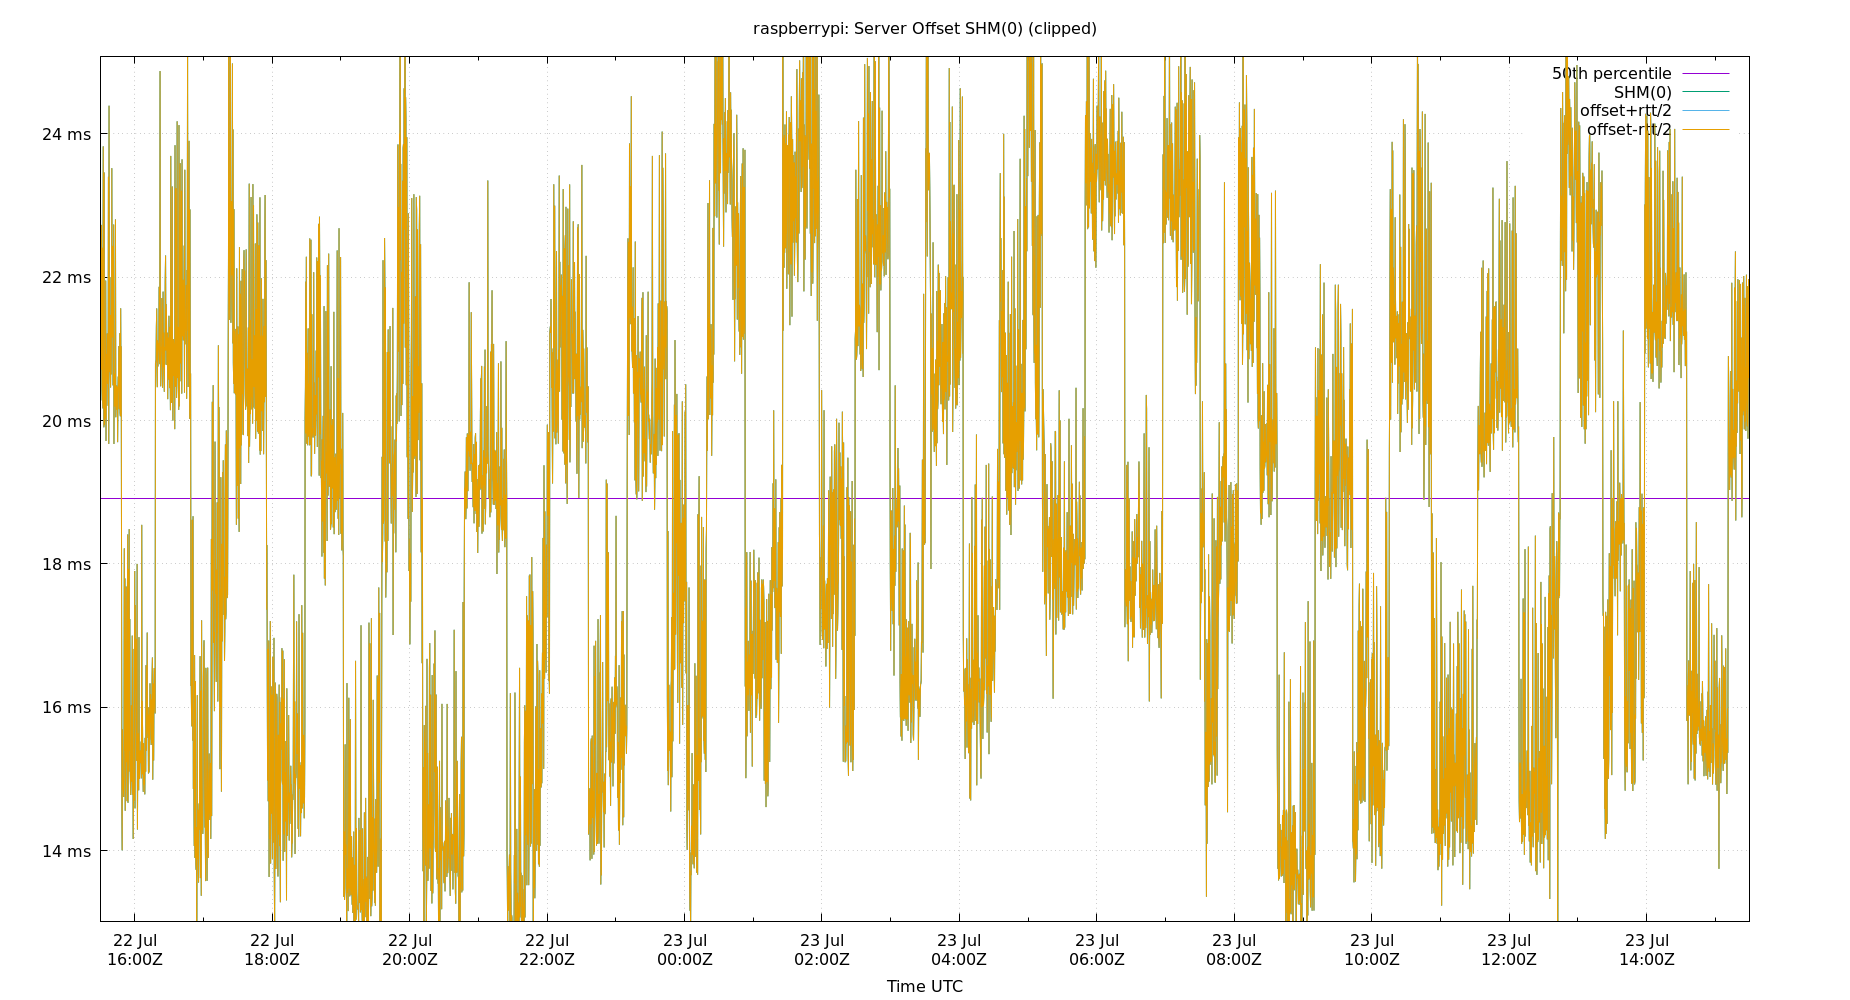 raspberrypi: Server Offset SHM(0) (clipped)
50th percentile
SHM(0)
offset+rtt/2
offset-rtt/2
24 ms
22 ms
20 ms
18 ms
16 ms
14 ms
22 Jul 22 Jul 22 Jul 22 Jul 23 Jul 23 Jul 23 Jul 23 Jul 23 Jul 23 Jul 23 Jul 23 Jul
16:00Z 18:00Z 20:00Z 22:00Z 00:00Z 02:00Z 04:00Z 06:00Z 08:00Z 10:00Z 12:00Z 14:00Z
Time UTC